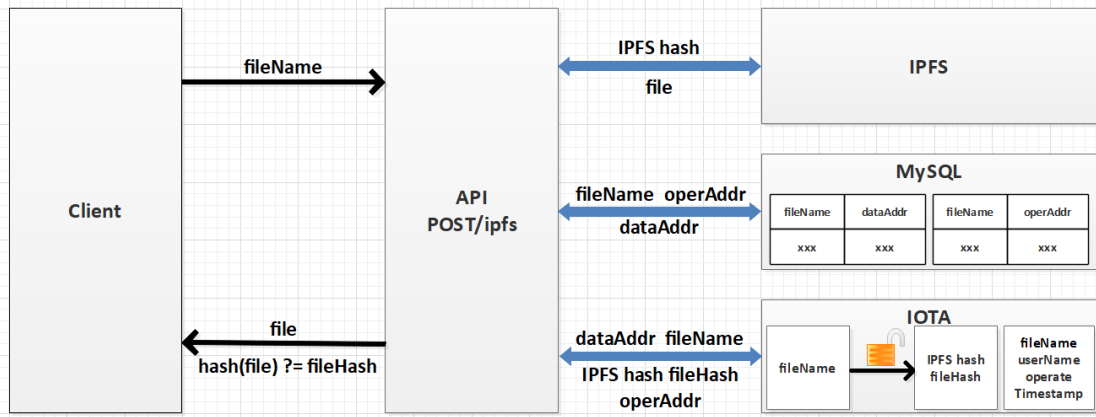 Client
fileName
file
hash(file) ?= fileHash
API
POST/ipfs
IPFS hash
file
fileName operAddr
dataAddr
dataAddr fileName
IPFS hash fileHash
operAddr
IPFS
MySQL
fileName dataAddr
xxx xxx
fileName operAddr
xxx xxx
IOTA
fileName
IPFS hash
fileHash
fileName
userName
operate
Timestamp